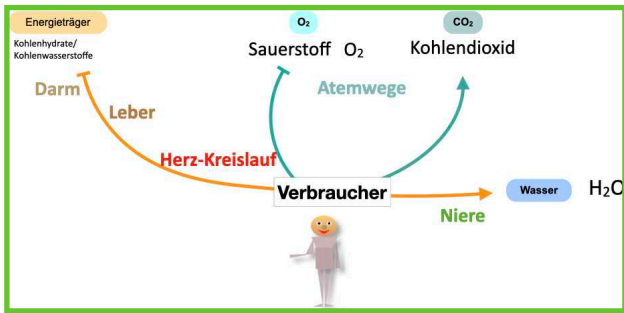 Energieträger
O₂
CO₂
Kohlenhydrate/
Kohlenwasserstoffe
Sauerstoff O₂
Kohlendioxid
Darm
Atemwege
Leber
Herz-Kreislauf
Verbraucher
Wasser
H₂O
Niere